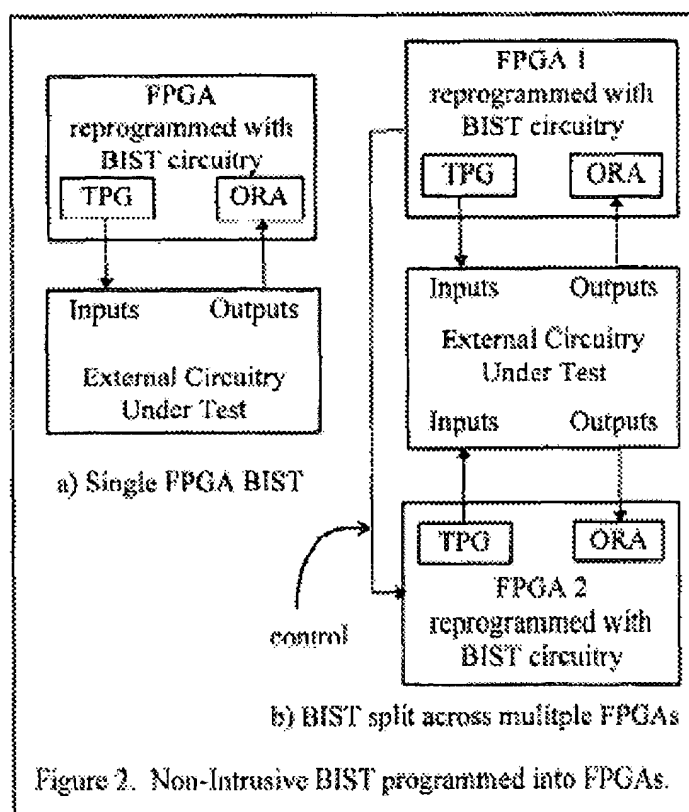 FPGA
reprogrammed with
BIST circuitry
TPG
ORA
Inputs
Outputs
External Circuitry
Under Test
a) Single FPGA BIST
FPGA 1
reprogrammed with
BIST circuitry
TPG
ORA
Inputs
Outputs
External Circuitry
Under Test
Inputs
Outputs
TPG
ORA
FPGA 2
reprogrammed with
BIST circuitry
control
b) BIST split across mulitple FPGAs
Figure 2. Non-Intrusive BIST programmed into FPGAs.